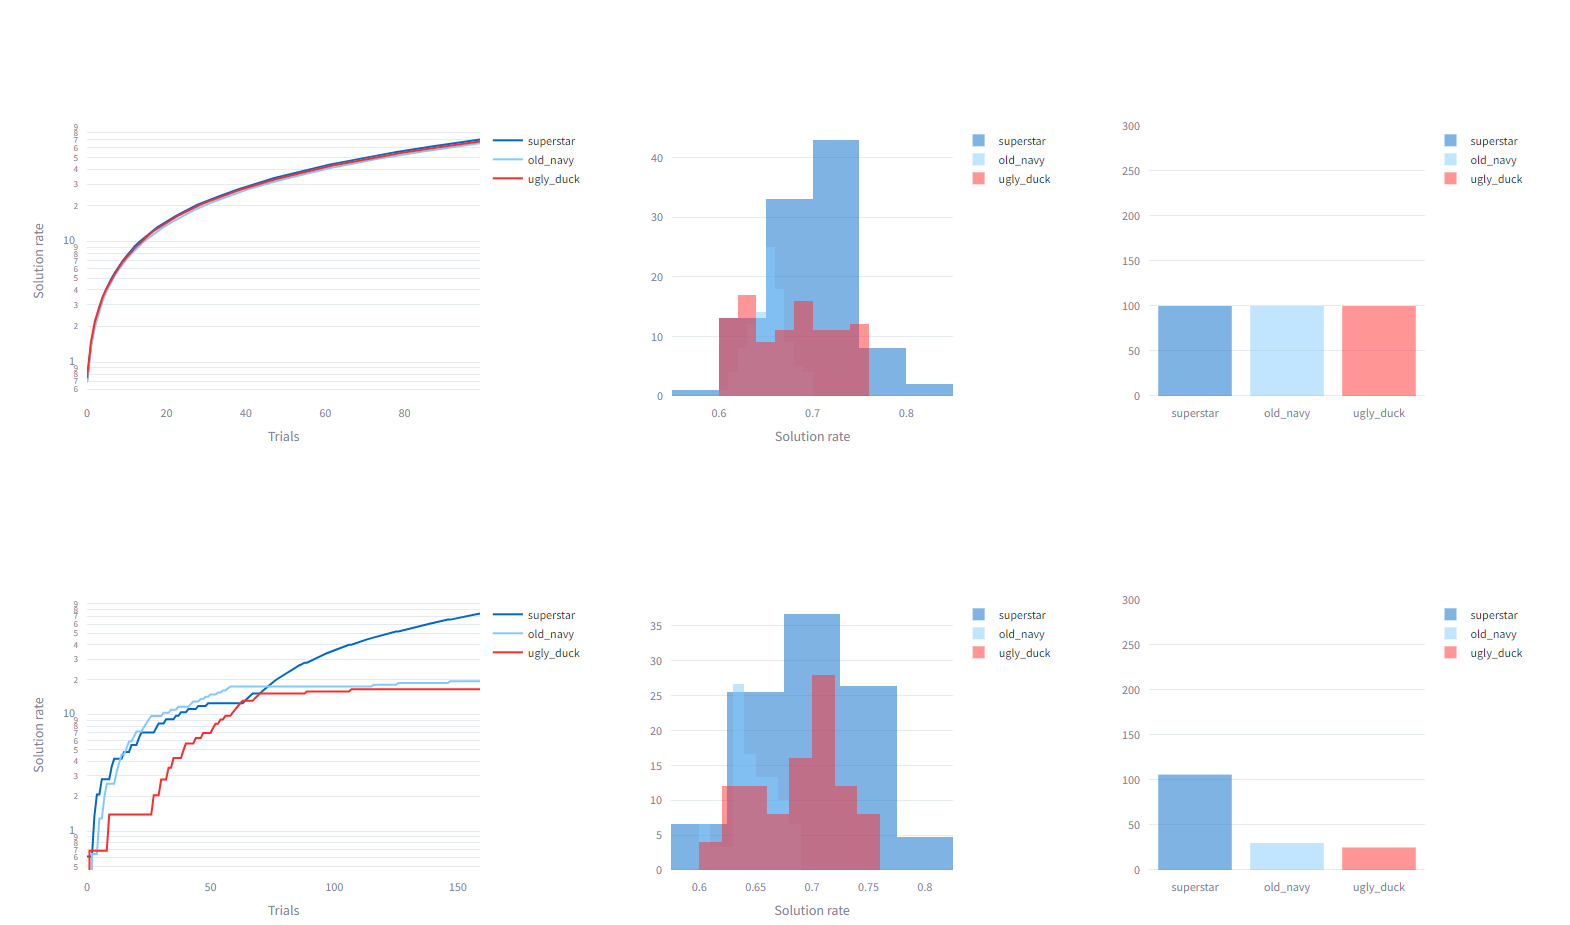 superstar
old_navy
ugly_duck
9
8
7
6
5
4
3
2
10
9
8
7
6
5
4
3
2
1
9
8
7
6
0
20
40
60
80
Solution rate
Trials
superstar
old_navy
ugly_duck
40
30
20
10
0
0.6
0.7
0.8
Solution rate
superstar
old_navy
ugly_duck
300
250
200
150
100
50
0
superstar
old_navy
ugly_duck
superstar
old_navy
ugly_duck
9
8
7
6
5
4
3
2
10
9
8
7
6
5
4
3
2
1
9
8
7
6
5
0
50
100
150
Solution rate
Trials
superstar
old_navy
ugly_duck
35
30
25
20
15
10
5
0
0.6
0.65
0.7
0.75
0.8
Solution rate
superstar
old_navy
ugly_duck
300
250
200
150
100
50
0
superstar
old_navy
ugly_duck